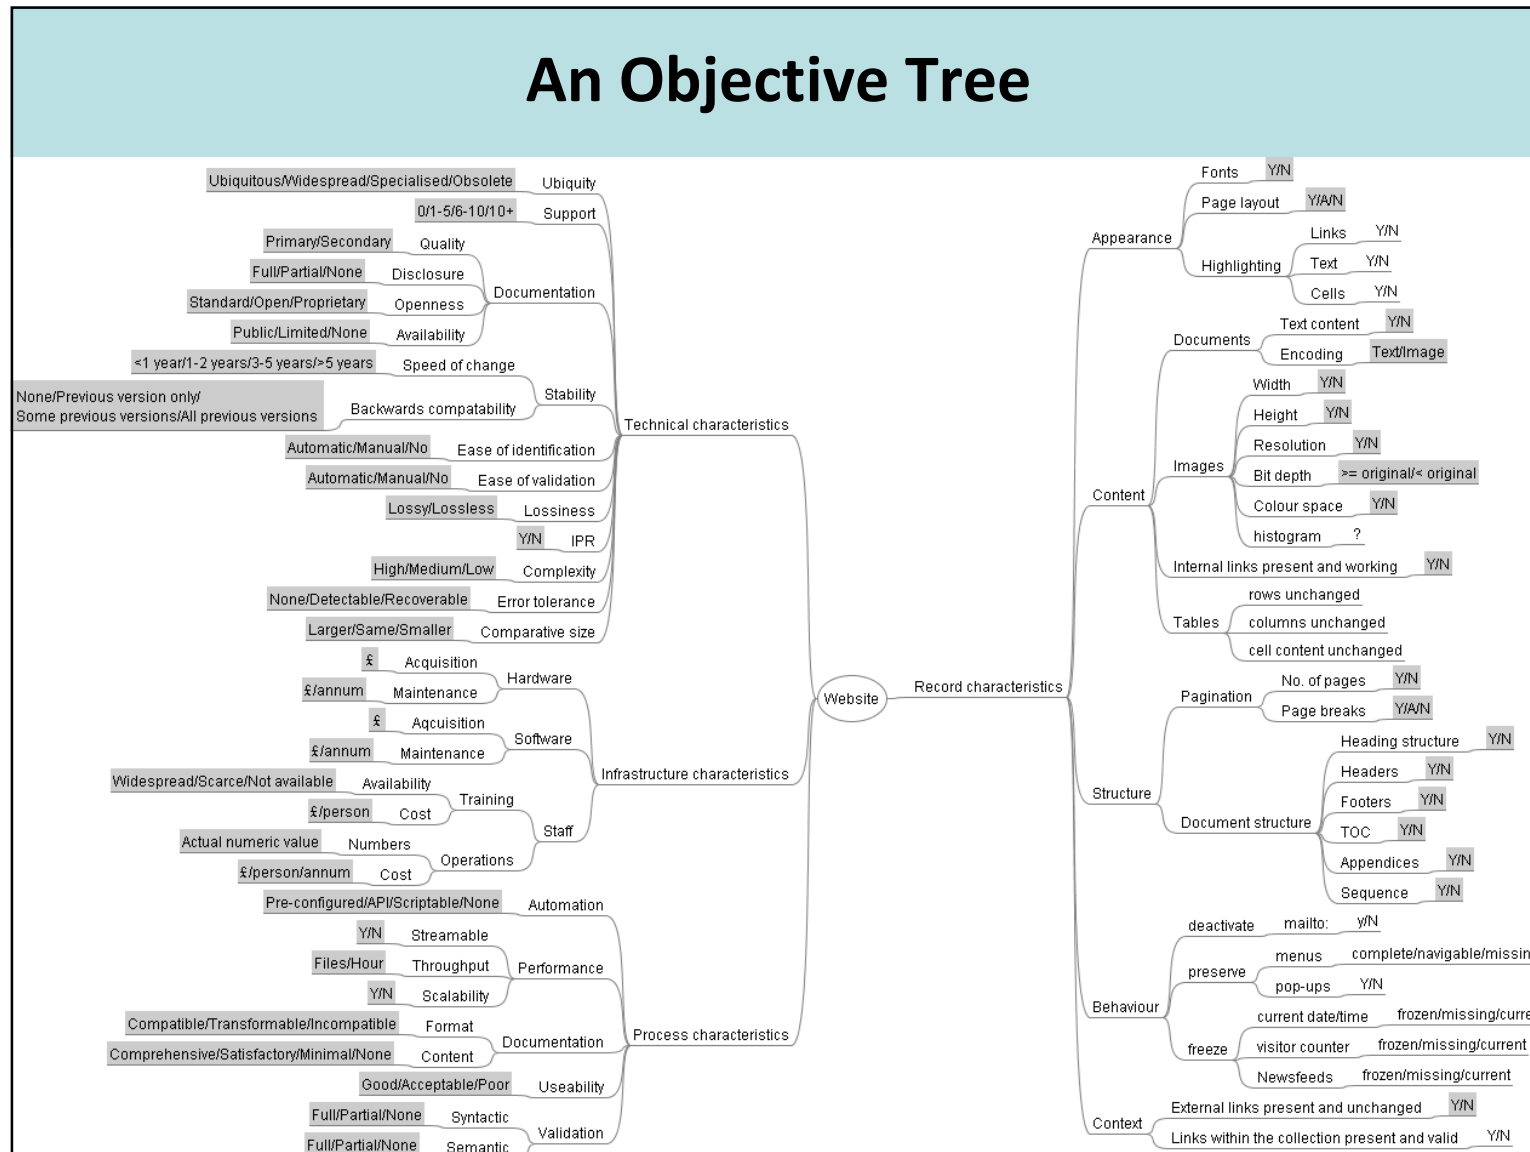 An Objective Tree
Ubiquitous/Widespread/Specialised/Obsolete Ubiquity
0/1-5/6-10/10+ Support
Primary/Secondary Quality
Full/Partial/None Disclosure
Documentation
Standard/Open/Proprietary Openness
Public/Limited/None Availability
<1 year/1-2 years/3-5 years/>5 years Speed of change
Stability
None/Previous version only/
Some previous versions/All previous versions Backwards compatability
Technical characteristics
Automatic/Manual/No Ease of identification
Automatic/Manual/No Ease of validation
Lossy/Lossless Lossiness
Y/N IPR
High/Medium/Low Complexity
None/Detectable/Recoverable Error tolerance
Larger/Same/Smaller Comparative size
£ Acquisition
Hardware
£/annum Maintenance
£ Aqcuisition
Software
£/annum Maintenance
Infrastructure characteristics
Widespread/Scarce/Not available Availability
Training
£/person Cost
Staff
Actual numeric value Numbers
Operations
£/person/annum Cost
Pre-configured/API/Scriptable/None Automation
Y/N Streamable
Files/Hour Throughput Performance
Y/N Scalability
Compatible/Transformable/Incompatible Format
Documentation
Comprehensive/Satisfactory/Minimal/None Content
Process characteristics
Good/Acceptable/Poor Useability
Full/Partial/None Syntactic
Validation
Full/Partial/None Semantic
Website
Record characteristics
Fonts Y/N
Page layout Y/A/N
Appearance
Links Y/N
Highlighting Text Y/N
Cells Y/N
Text content Y/N
Documents
Encoding Text/Image
Width Y/N
Height Y/N
Resolution Y/N
Images
Bit depth >= original/< original
Content
Colour space Y/N
histogram ?
Internal links present and working Y/N
rows unchanged
Tables columns unchanged
cell content unchanged
No. of pages Y/N
Pagination
Page breaks Y/A/N
Heading structure Y/N
Headers Y/N
Structure
Footers Y/N
Document structure
TOC Y/N
Appendices Y/N
Sequence Y/N
deactivate mailto: y/N
menus complete/navigable/missin
preserve
pop-ups Y/N
Behaviour
current date/time frozen/missing/curre
freeze visitor counter frozen/missing/current
Newsfeeds frozen/missing/current
External links present and unchanged Y/N
Context
Links within the collection present and valid Y/N